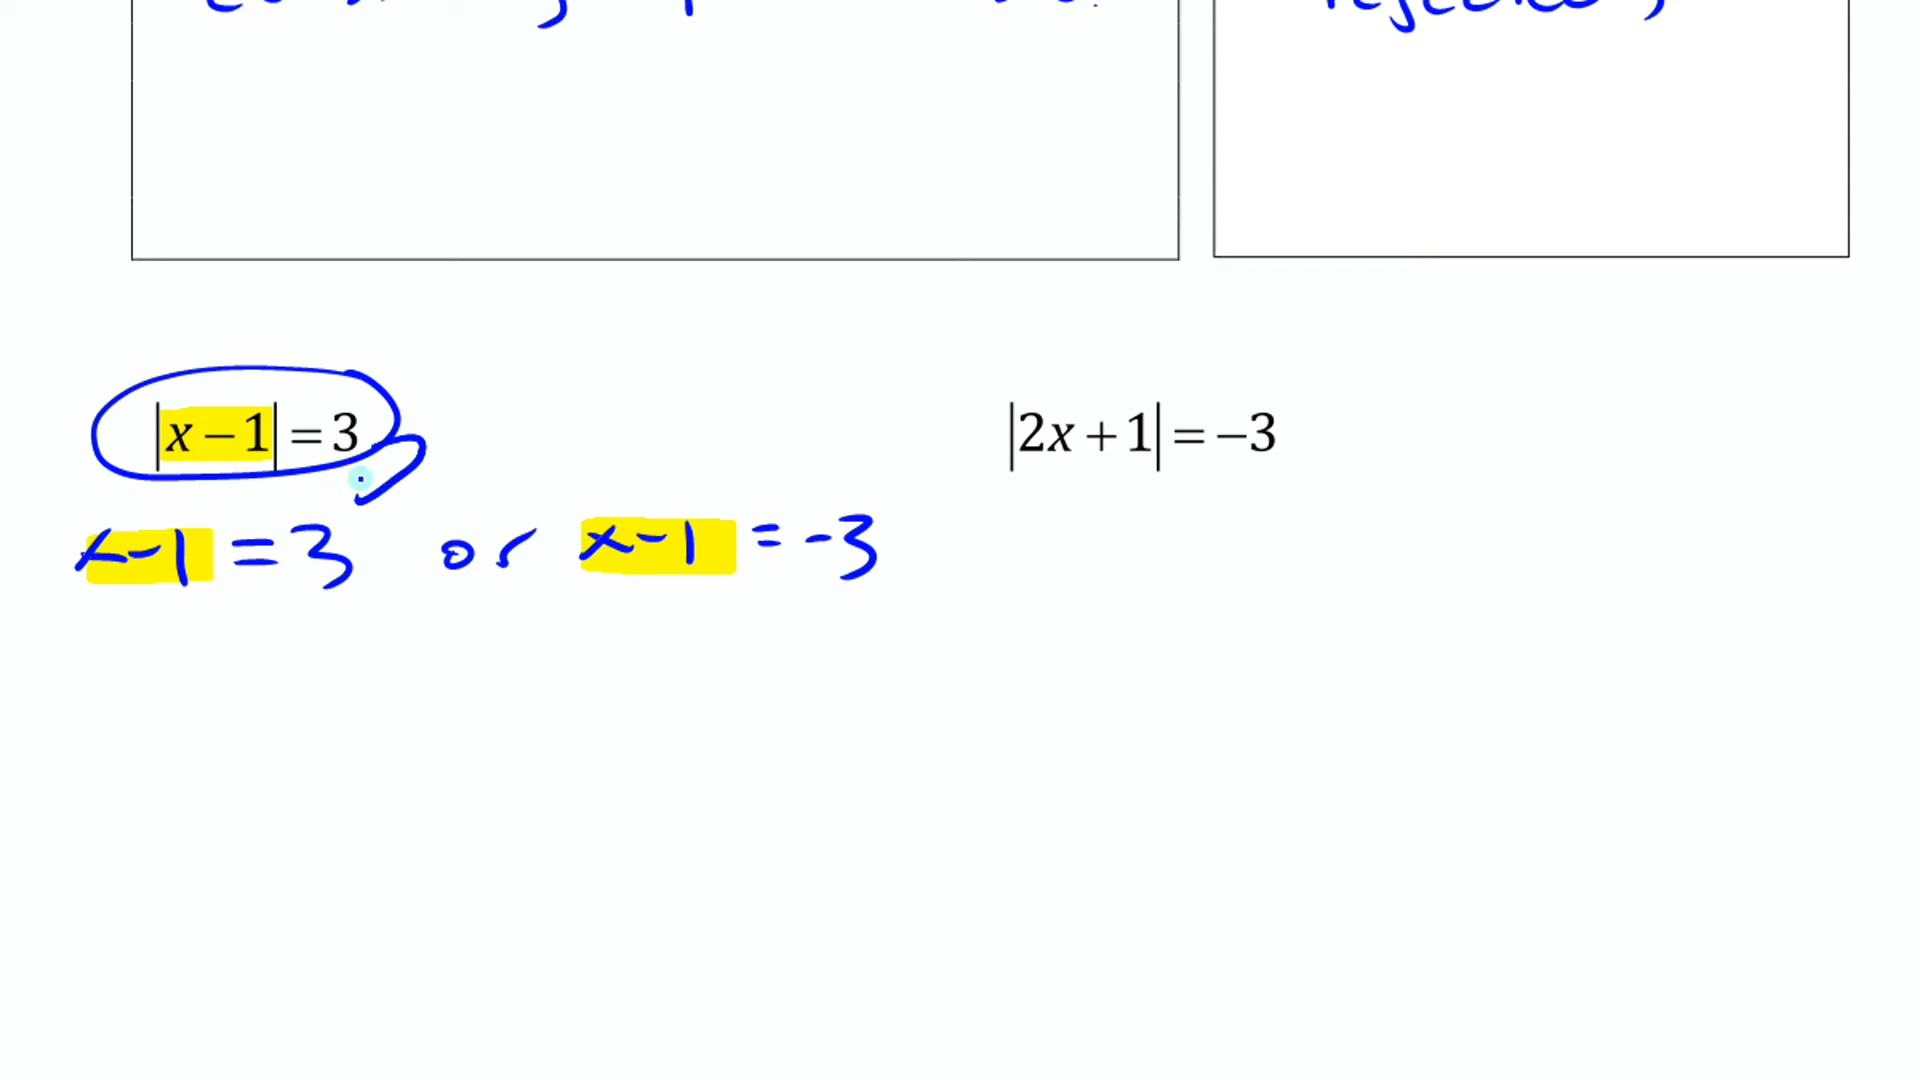 |x − 1| = 3
|2x + 1| = −3
x-1 = 3 or x-1 = -3